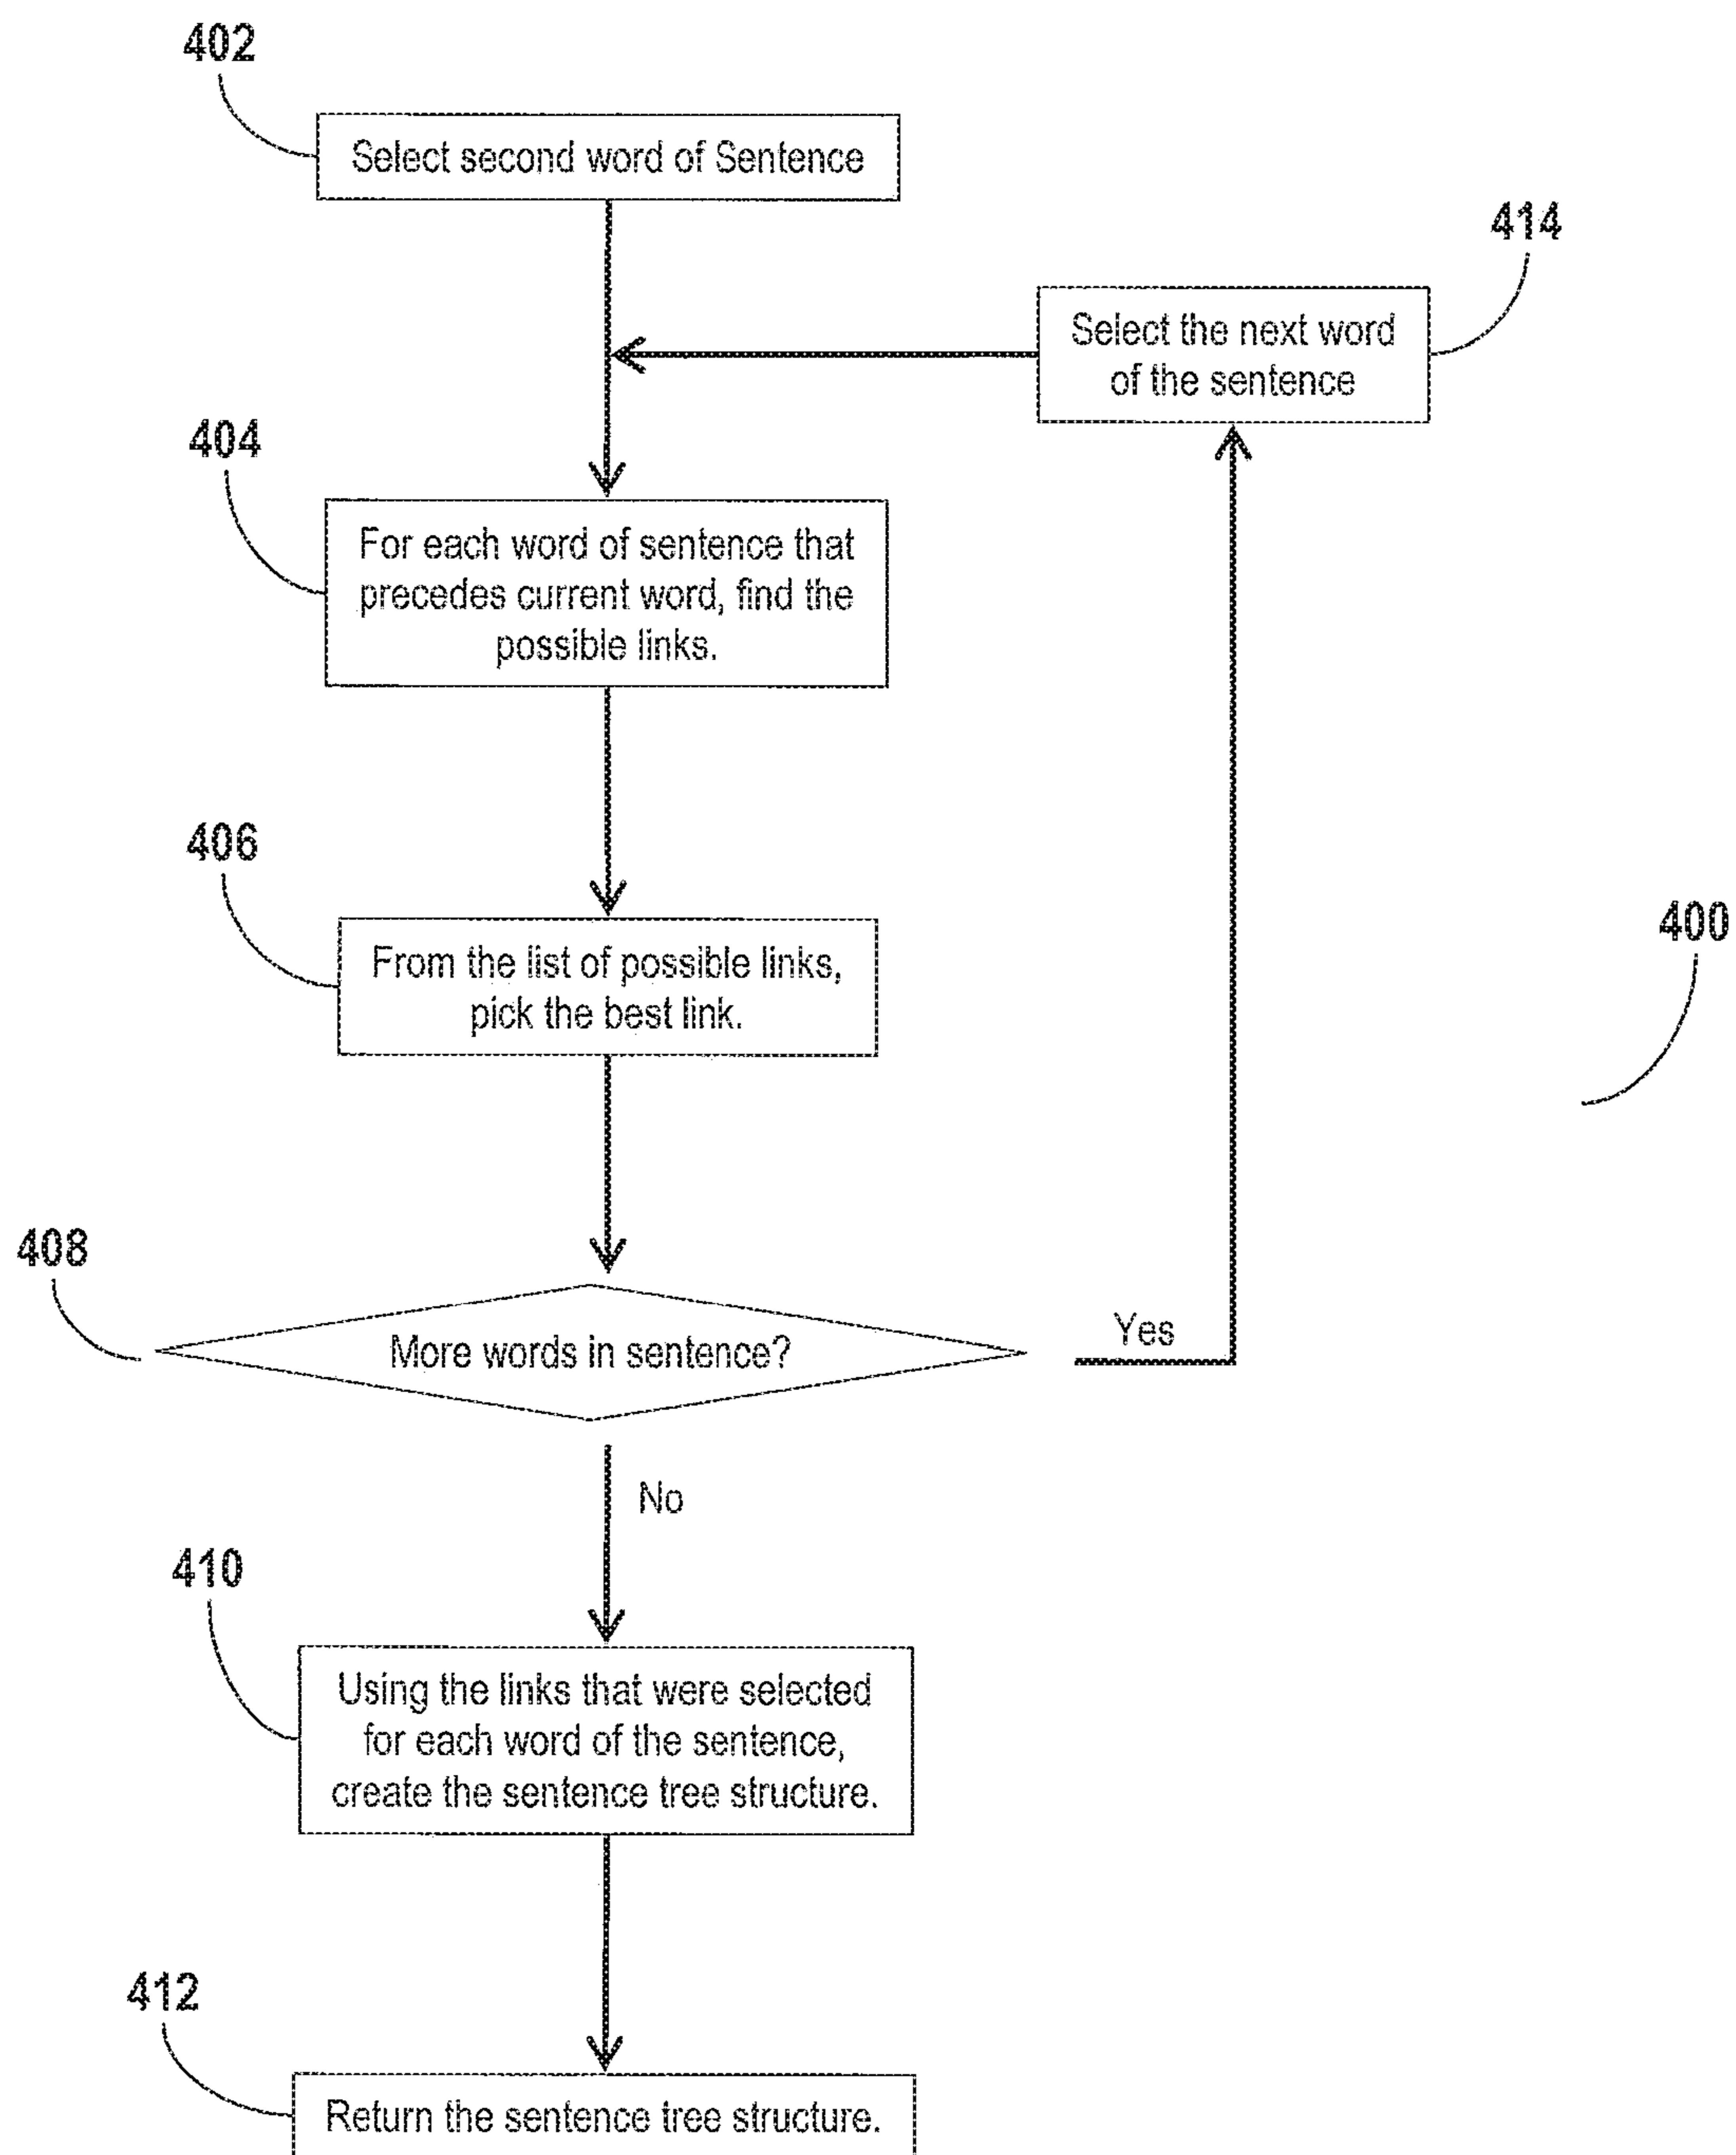 402
Select second word of Sentence
414
Select the next word
of the sentence
404
For each word of sentence that
precedes current word, find the
possible links.
406
From the list of possible links,
pick the best link.
400
408
More words in sentence?
Yes
No
410
Using the links that were selected
for each word of the sentence,
create the sentence tree structure.
412
Return the sentence tree structure.